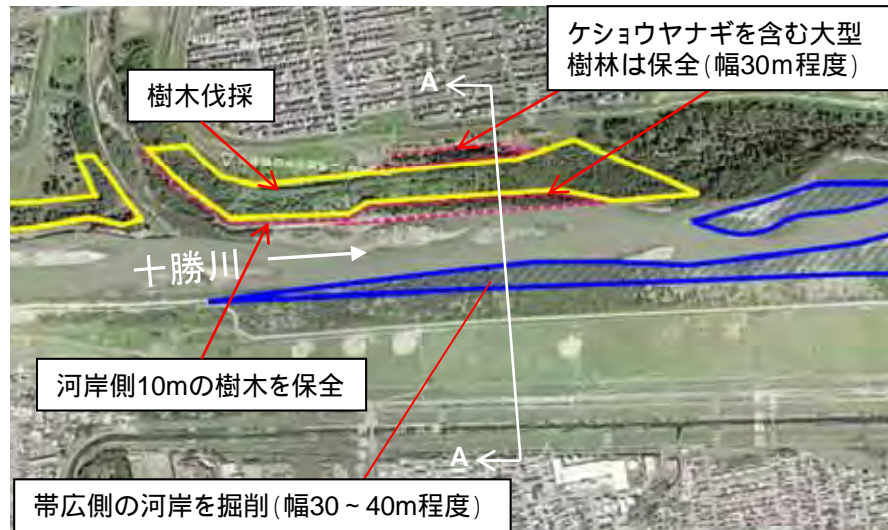 ケショウヤナギを含む大型
樹林は保全(幅30m程度)
樹木伐採
A
十勝川
河岸側10mの樹木を保全
A
帯広側の河岸を掘削(幅30~40m程度)